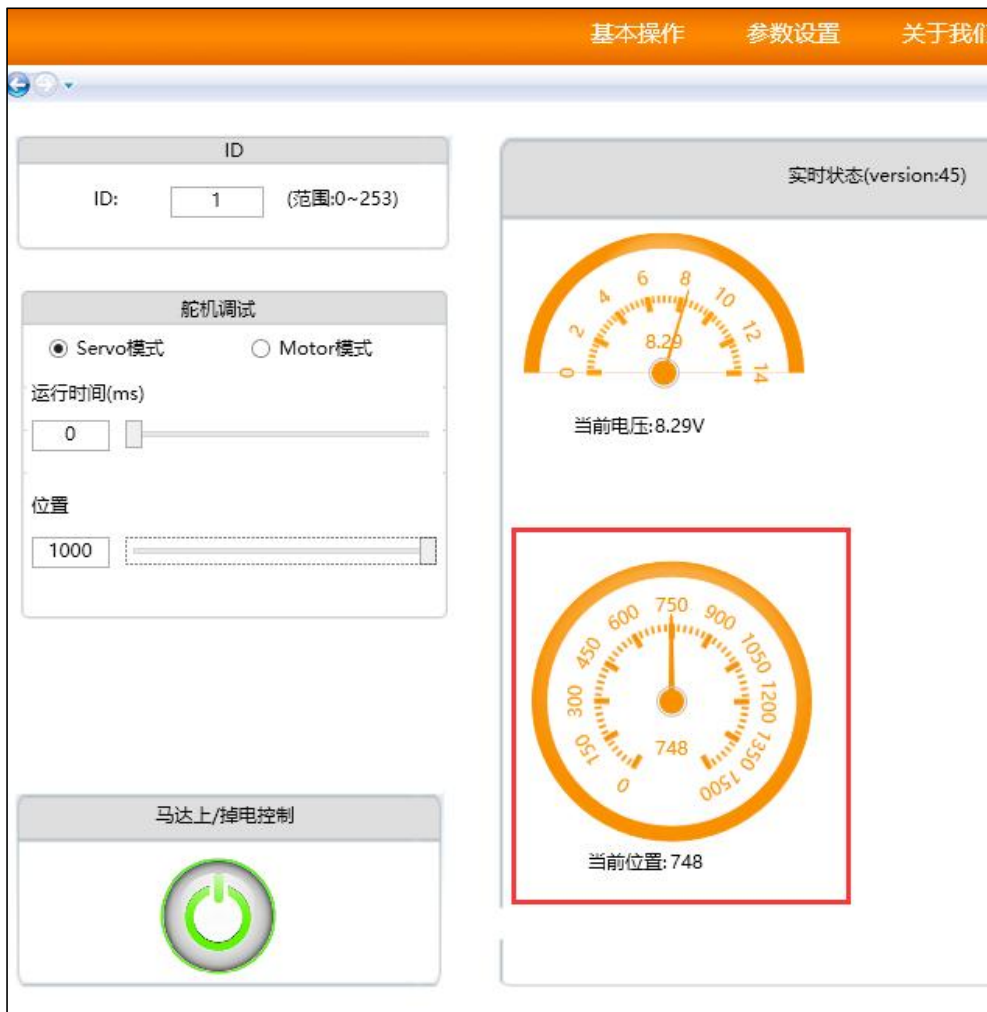 基本操作 参数设置 关于我们
ID
ID: 1 (范围:0~253)
舵机调试
Servo模式 Motor模式
运行时间(ms)
0
位置
1000
马达上/掉电控制
实时状态(version:45)
0 2 4 6 8 10 12 14
8.29
当前电压:8.29V
0 150 300 450 600 750 900 1050 1200 1350 1500
748
当前位置:748